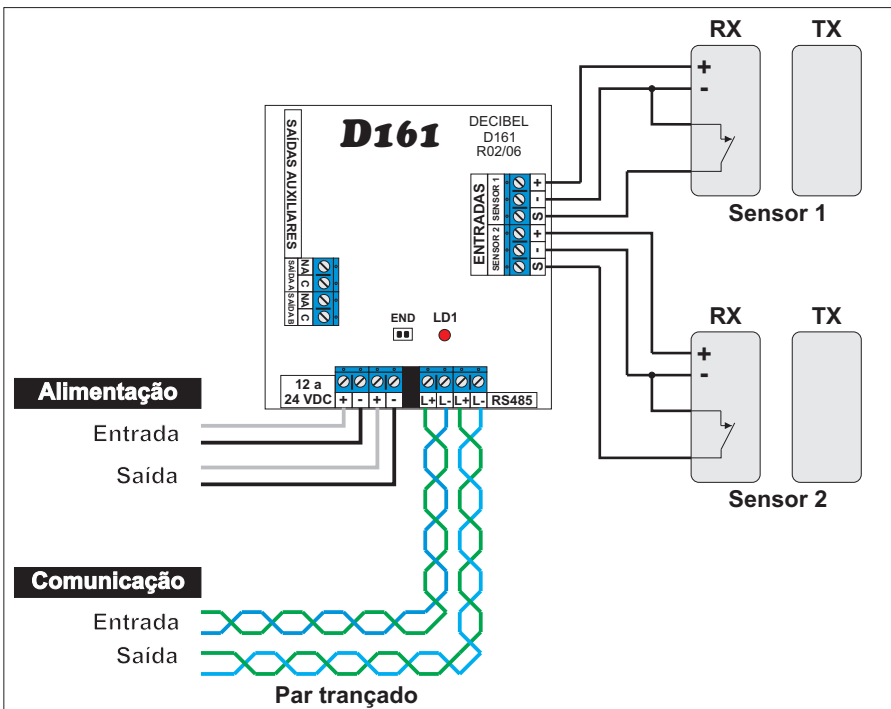 RX
TX
+
-
Sensor 1
D161
DECIBEL
D161
R02/06
SAÍDAS AUXILIARES
ENTRADAS
SENSOR 1
+
-
S
SENSOR 2
+
-
S
SAÍDA A
NA
C
SAÍDA B
NA
C
END
LD1
12 a
24 VDC
+ - + -
L+ L- L+ L-
RS485
RX
TX
+
-
Sensor 2
Alimentação
Entrada
Saída
Comunicação
Entrada
Saída
Par trançado